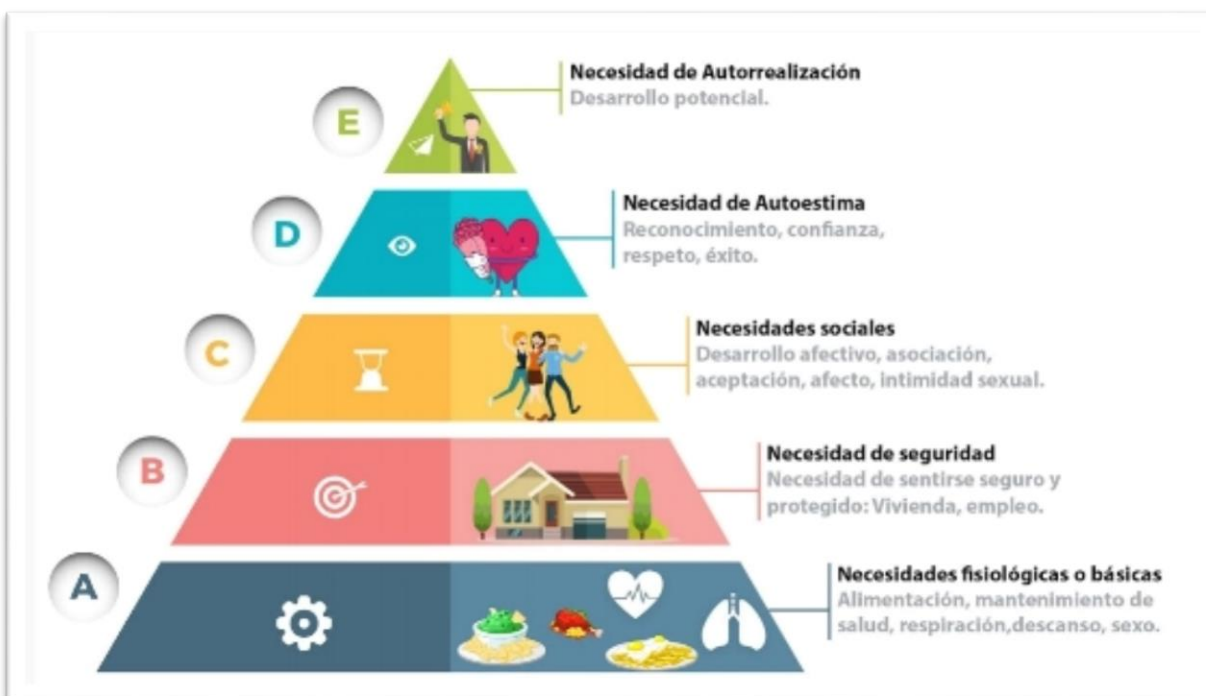 E
Necesidad de Autorrealización
Desarrollo potencial.
D
Necesidad de Autoestima
Reconocimiento, confianza,
respeto, éxito.
C
Necesidades sociales
Desarrollo afectivo, asociación,
aceptación, afecto, intimidad sexual.
B
Necesidad de seguridad
Necesidad de sentirse seguro y
protegido: Vivienda, empleo.
A
Necesidades fisiológicas o básicas
Alimentación, mantenimiento de
salud, respiración,descanso, sexo.